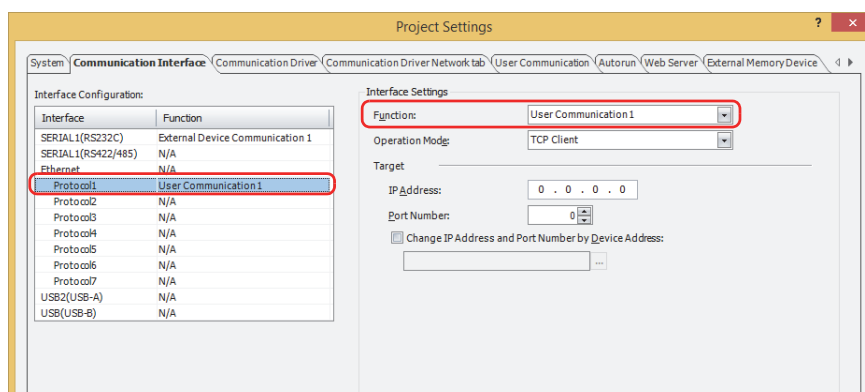 Project Settings
? ×
System Communication Interface Communication Driver Communication Driver Network tab User Communication Autorun Web Server External Memory Device
Interface Configuration:
Interface Function
SERIAL1(RS232C) External Device Communication 1
SERIAL1(RS422/485) N/A
Ethernet N/A
Protocol1 User Communication 1
Protocol2 N/A
Protocol3 N/A
Protocol4 N/A
Protocol5 N/A
Protocol6 N/A
Protocol7 N/A
USB2(USB-A) N/A
USB(USB-B) N/A
Interface Settings
Function: User Communication 1
Operation Mode: TCP Client
Target
IP Address: 0 . 0 . 0 . 0
Port Number: 0
Change IP Address and Port Number by Device Address:
...